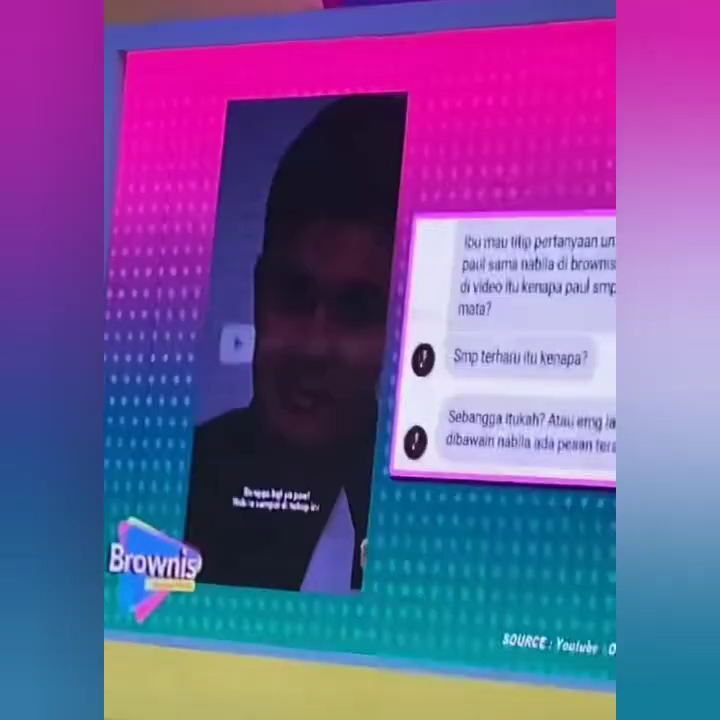 Ibu mau titip pertanyaan un
paul sama nabila di brownis
di video itu kenapa paul smp
mata?
Smp terharu itu kenapa?
Sebangga itukah? Atau emg la
dibawain nabila ada pesan ters
Brownis
SOURCE : Youtube